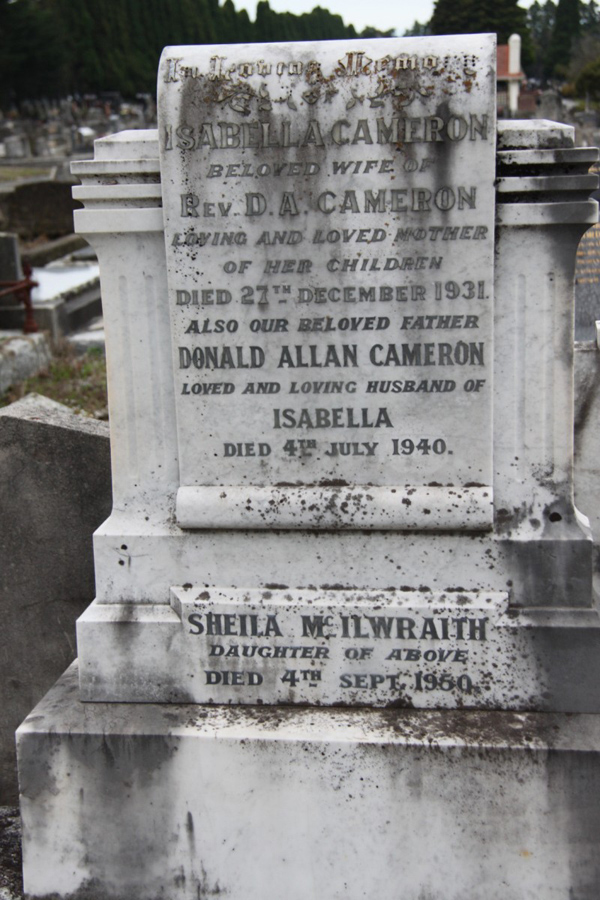 In Loving Memory
OF
ISABELLA CAMERON
BELOVED WIFE OF
REV. D.A. CAMERON
LOVING AND LOVED MOTHER
OF HER CHILDREN
DIED 27TH DECEMBER 1931.
ALSO OUR BELOVED FATHER
DONALD ALLAN CAMERON
LOVED AND LOVING HUSBAND OF
ISABELLA
DIED 4TH JULY 1940.
SHEILA MCILWRAITH
DAUGHTER OF ABOVE
DIED 4TH SEPT. 1950.